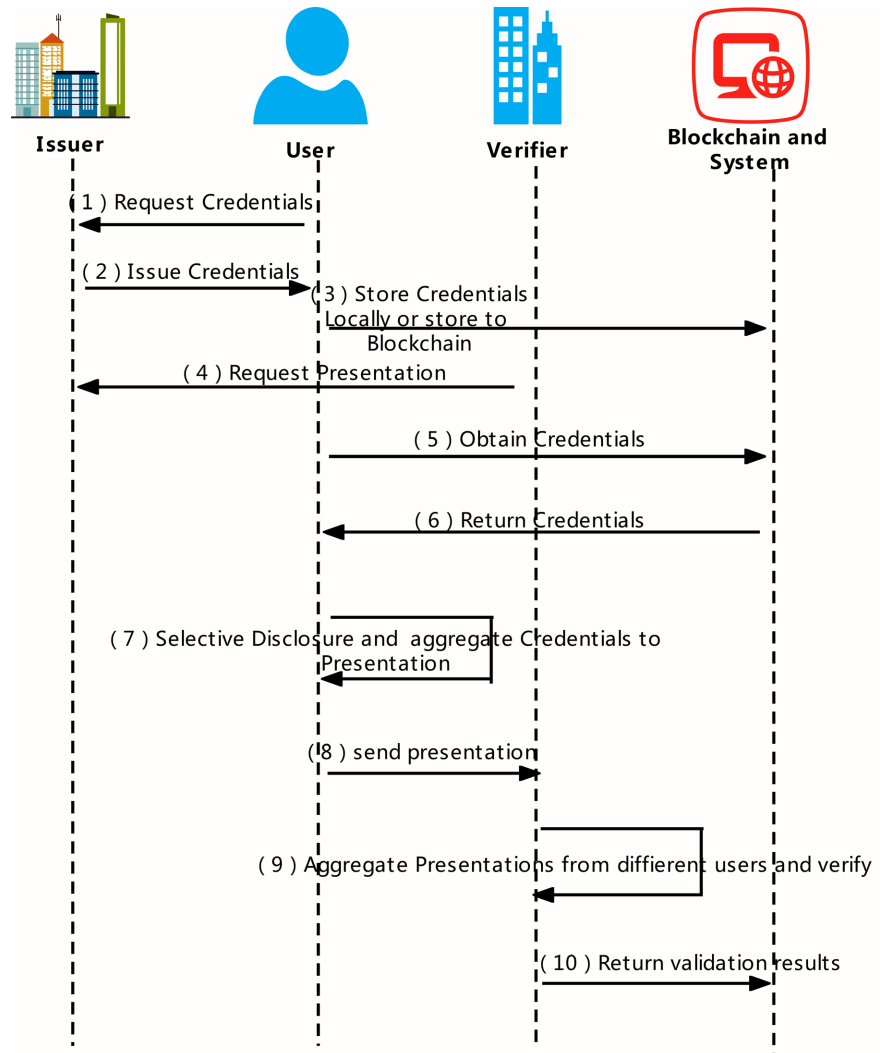 Issuer
User
Verifier
Blockchain and
System
( 1 ) Request Credentials
( 2 ) Issue Credentials
( 3 ) Store Credentials
Locally or store to
Blockchain
( 4 ) Request Presentation
( 5 ) Obtain Credentials
( 6 ) Return Credentials
( 7 ) Selective Disclosure and aggregate Credentials to
Presentation
( 8 ) send presentation
( 9 ) Aggregate Presentations from diffierent users and verify
( 10 ) Return validation results